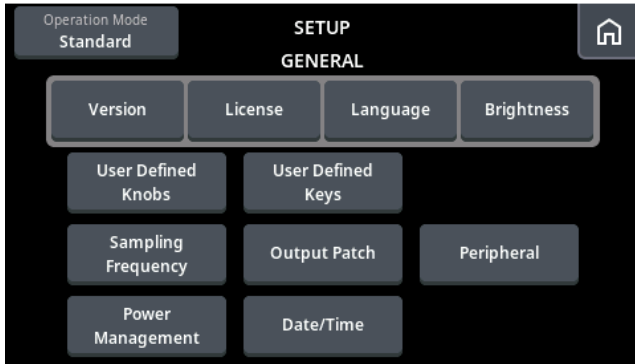 Operation Mode
Standard
SETUP
GENERAL
Version
License
Language
Brightness
User Defined
Knobs
User Defined
Keys
Sampling
Frequency
Output Patch
Peripheral
Power
Management
Date/Time